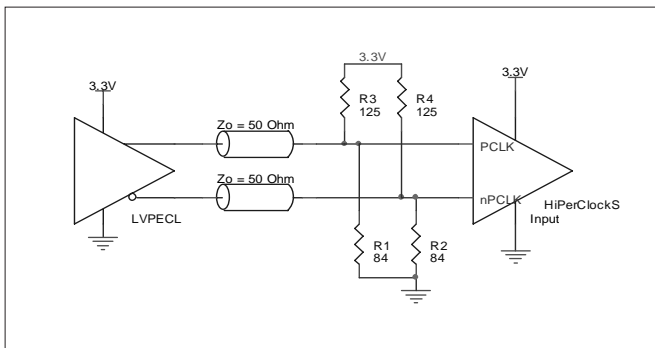 3.3V
3.3V
3.3V
R3
125
R4
125
Zo = 50 Ohm
PCLK
Zo = 50 Ohm
nPCLK
HiPerClockS
Input
LVPECL
R1
84
R2
84